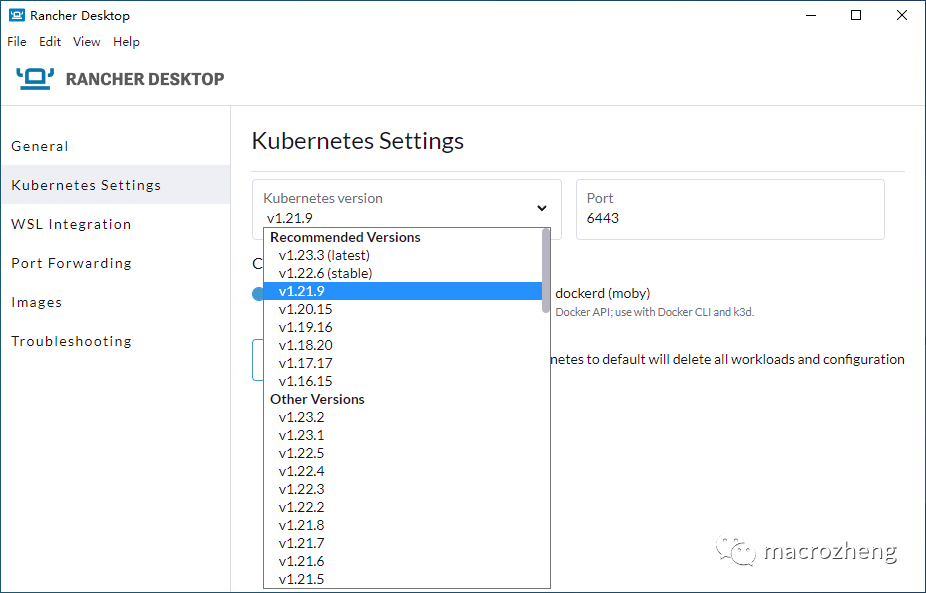 Rancher Desktop
File Edit View Help
RANCHER DESKTOP
General
Kubernetes Settings
WSL Integration
Port Forwarding
Images
Troubleshooting
Kubernetes Settings
Kubernetes version
v1.21.9
Port
6443
Recommended Versions
v1.23.3 (latest)
v1.22.6 (stable)
v1.21.9
v1.20.15
v1.19.16
v1.18.20
v1.17.17
v1.16.15
Other Versions
v1.23.2
v1.23.1
v1.22.5
v1.22.4
v1.22.3
v1.22.2
v1.21.8
v1.21.7
v1.21.6
v1.21.5
C
dockerd (moby)
Docker API; use with Docker CLI and k3d.
netes to default will delete all workloads and configuration
macrozheng